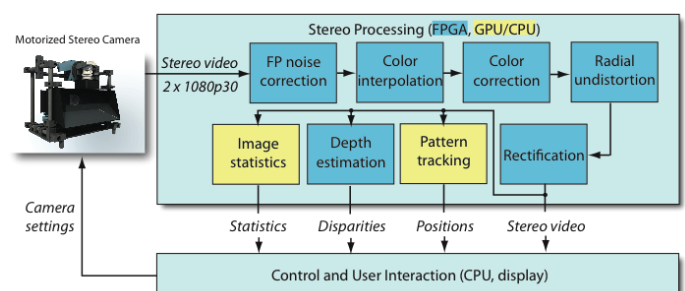 Stereo Processing (FPGA, GPU/CPU)
Motorized Stereo Camera
Stereo video
2 x 1080p30
FP noise
correction
Color
interpolation
Color
correction
Radial
undistortion
Image
statistics
Depth
estimation
Pattern
tracking
Rectification
Camera
settings
Statistics
Disparities
Positions
Stereo video
Control and User Interaction (CPU, display)